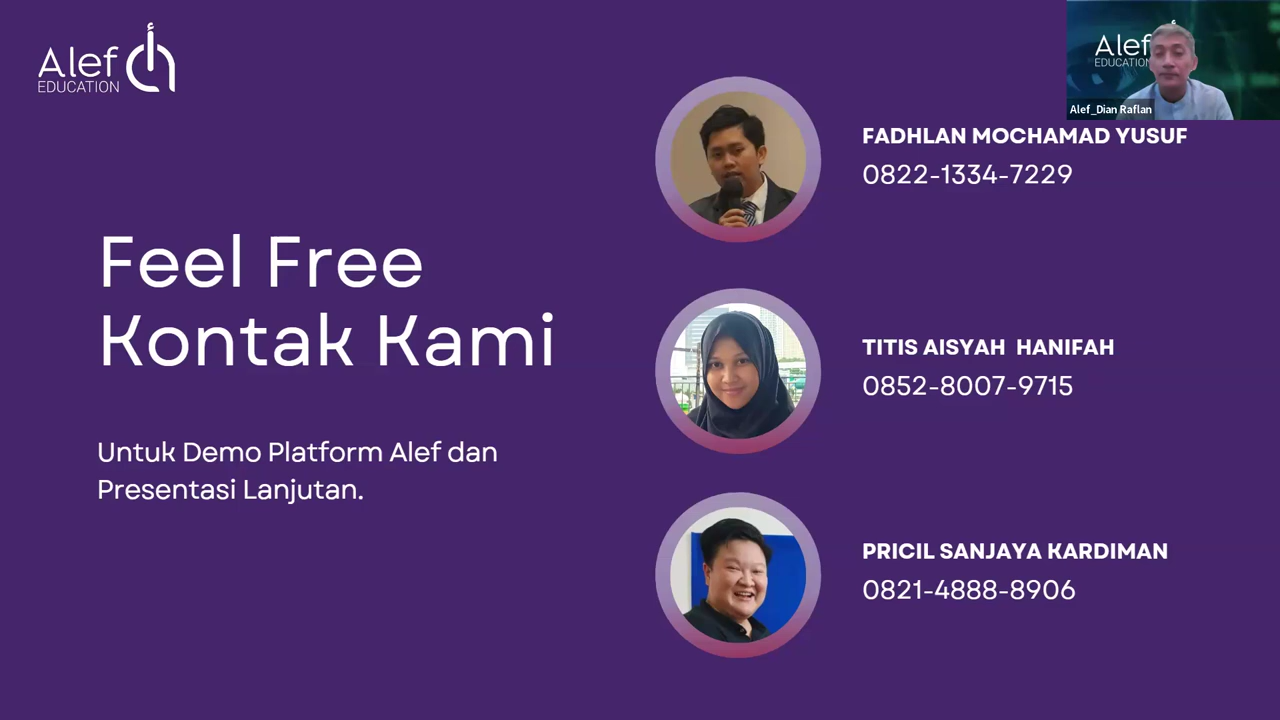 Alef
EDUCATION
Feel Free
Kontak Kami
Untuk Demo Platform Alef dan
Presentasi Lanjutan.
FADHLAN MOCHAMAD YUSUF
0822-1334-7229
TITIS AISYAH HANIFAH
0852-8007-9715
PRICIL SANJAYA KARDIMAN
0821-4888-8906
Alef
EDUCATION
Alef_Dian Raflan